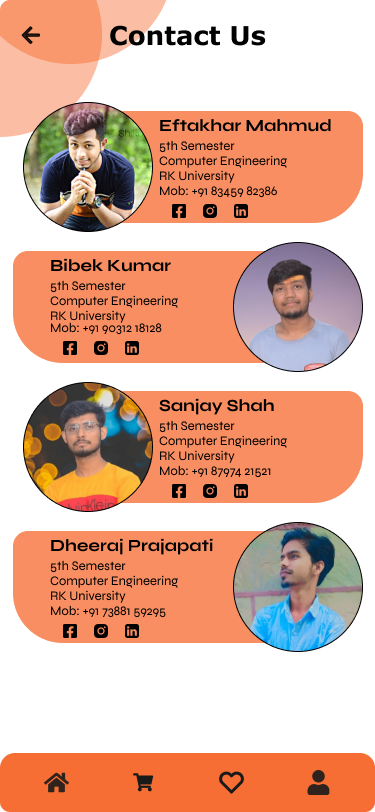 Contact Us
Eftakhar Mahmud
5th Semester
Computer Engineering
RK University
Mob: +91 83459 82386
Bibek Kumar
5th Semester
Computer Engineering
RK University
Mob: +91 90312 18128
Sanjay Shah
5th Semester
Computer Engineering
RK University
Mob: +91 87974 21521
Dheeraj Prajapati
5th Semester
Computer Engineering
RK University
Mob: +91 73881 59295